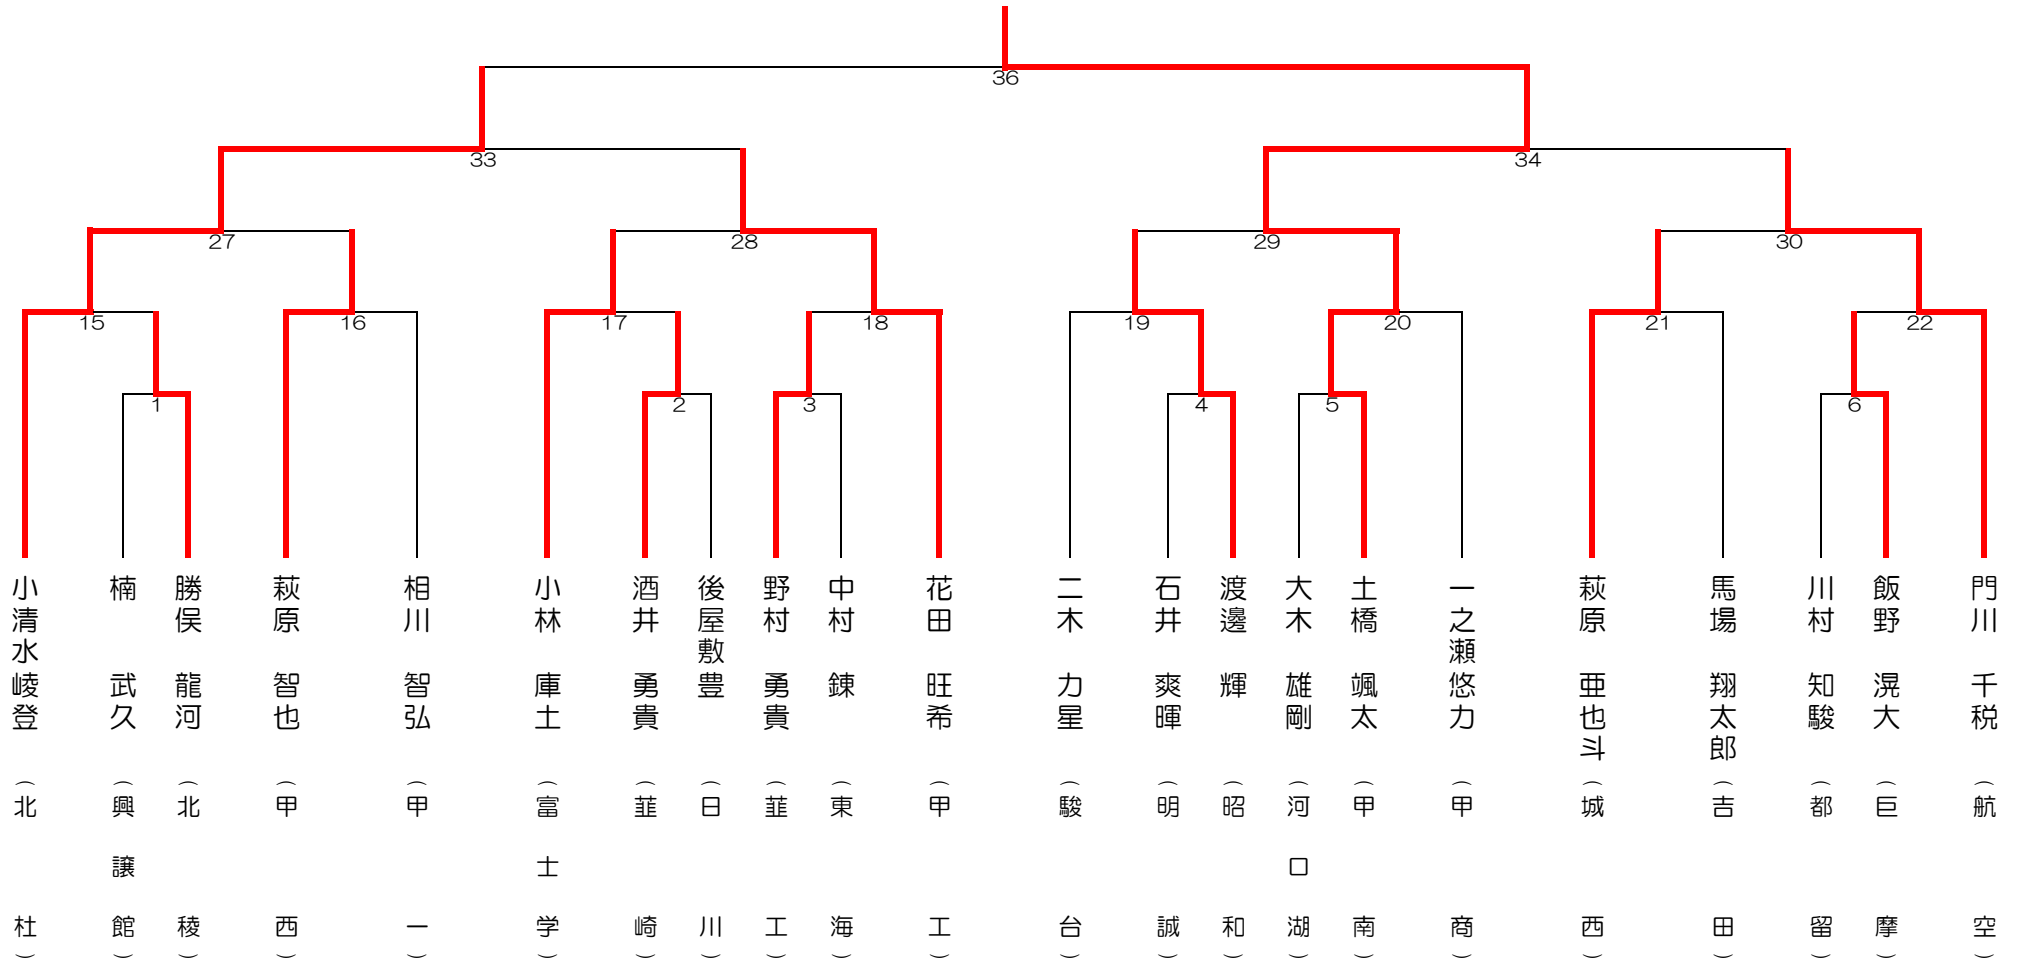 36
33
34
27
28
29
30
15
16
17
18
19
20
21
22
1
2
3
4
5
6
小清水崚登（北杜）
楠　武久（興譲館）
勝俣　龍河（北稜）
萩原　智也（甲西）
相川　智弘（甲一）
小林　庫土（富士学）
酒井　勇貴（韮崎）
後屋敷豊（日川）
野村　勇貴（韮工）
中村　錬（東海）
花田　旺希（甲工）
二木　力星（駿台）
石井　爽暉（明誠）
渡邊　輝（昭和）
大木　雄剛（河口湖）
土橋　颯太（甲南）
一之瀬悠力（甲商）
萩原　亜也斗（城西）
馬場　翔太郎（吉田）
川村　知駿（都留）
飯野　滉大（巨摩）
門川　千税（航空）